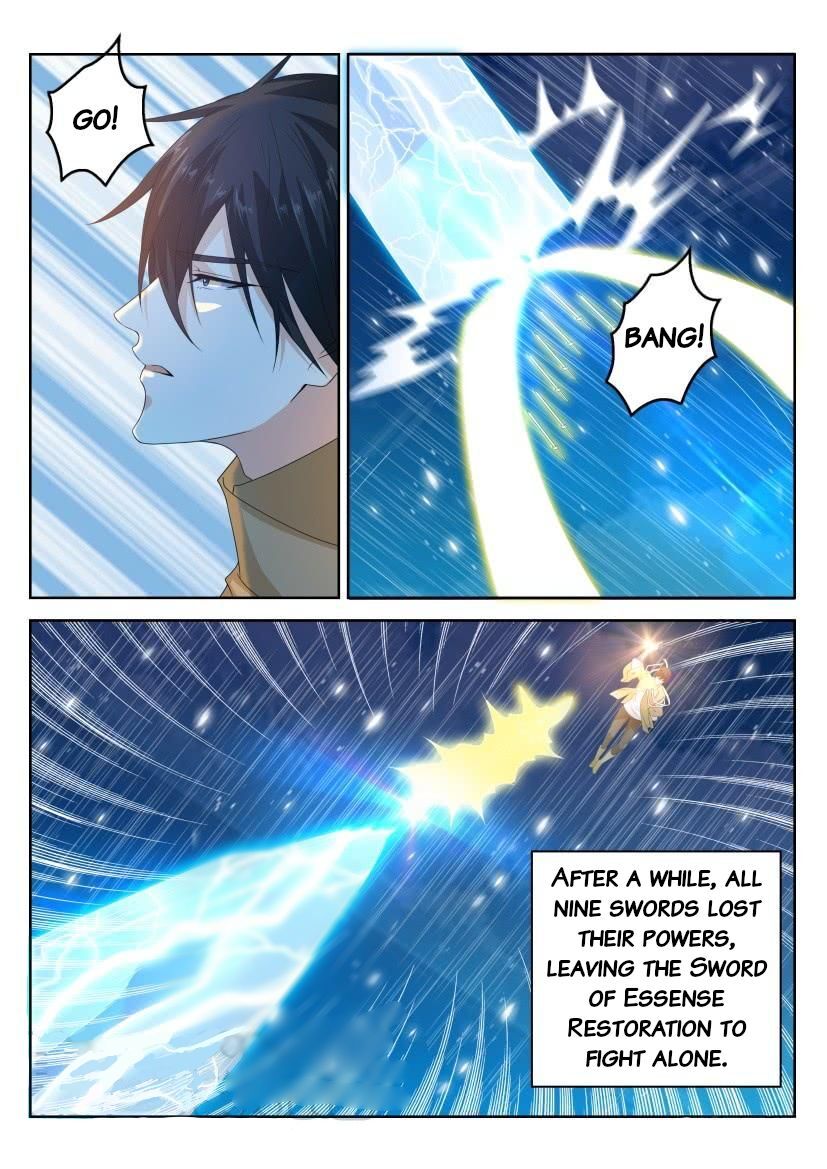 GO!
BANG!
AFTER A WHILE, ALL
NINE SWORDS LOST
THEIR POWERS,
LEAVING THE SWORD
OF ESSENSE
RESTORATION TO
FIGHT ALONE.